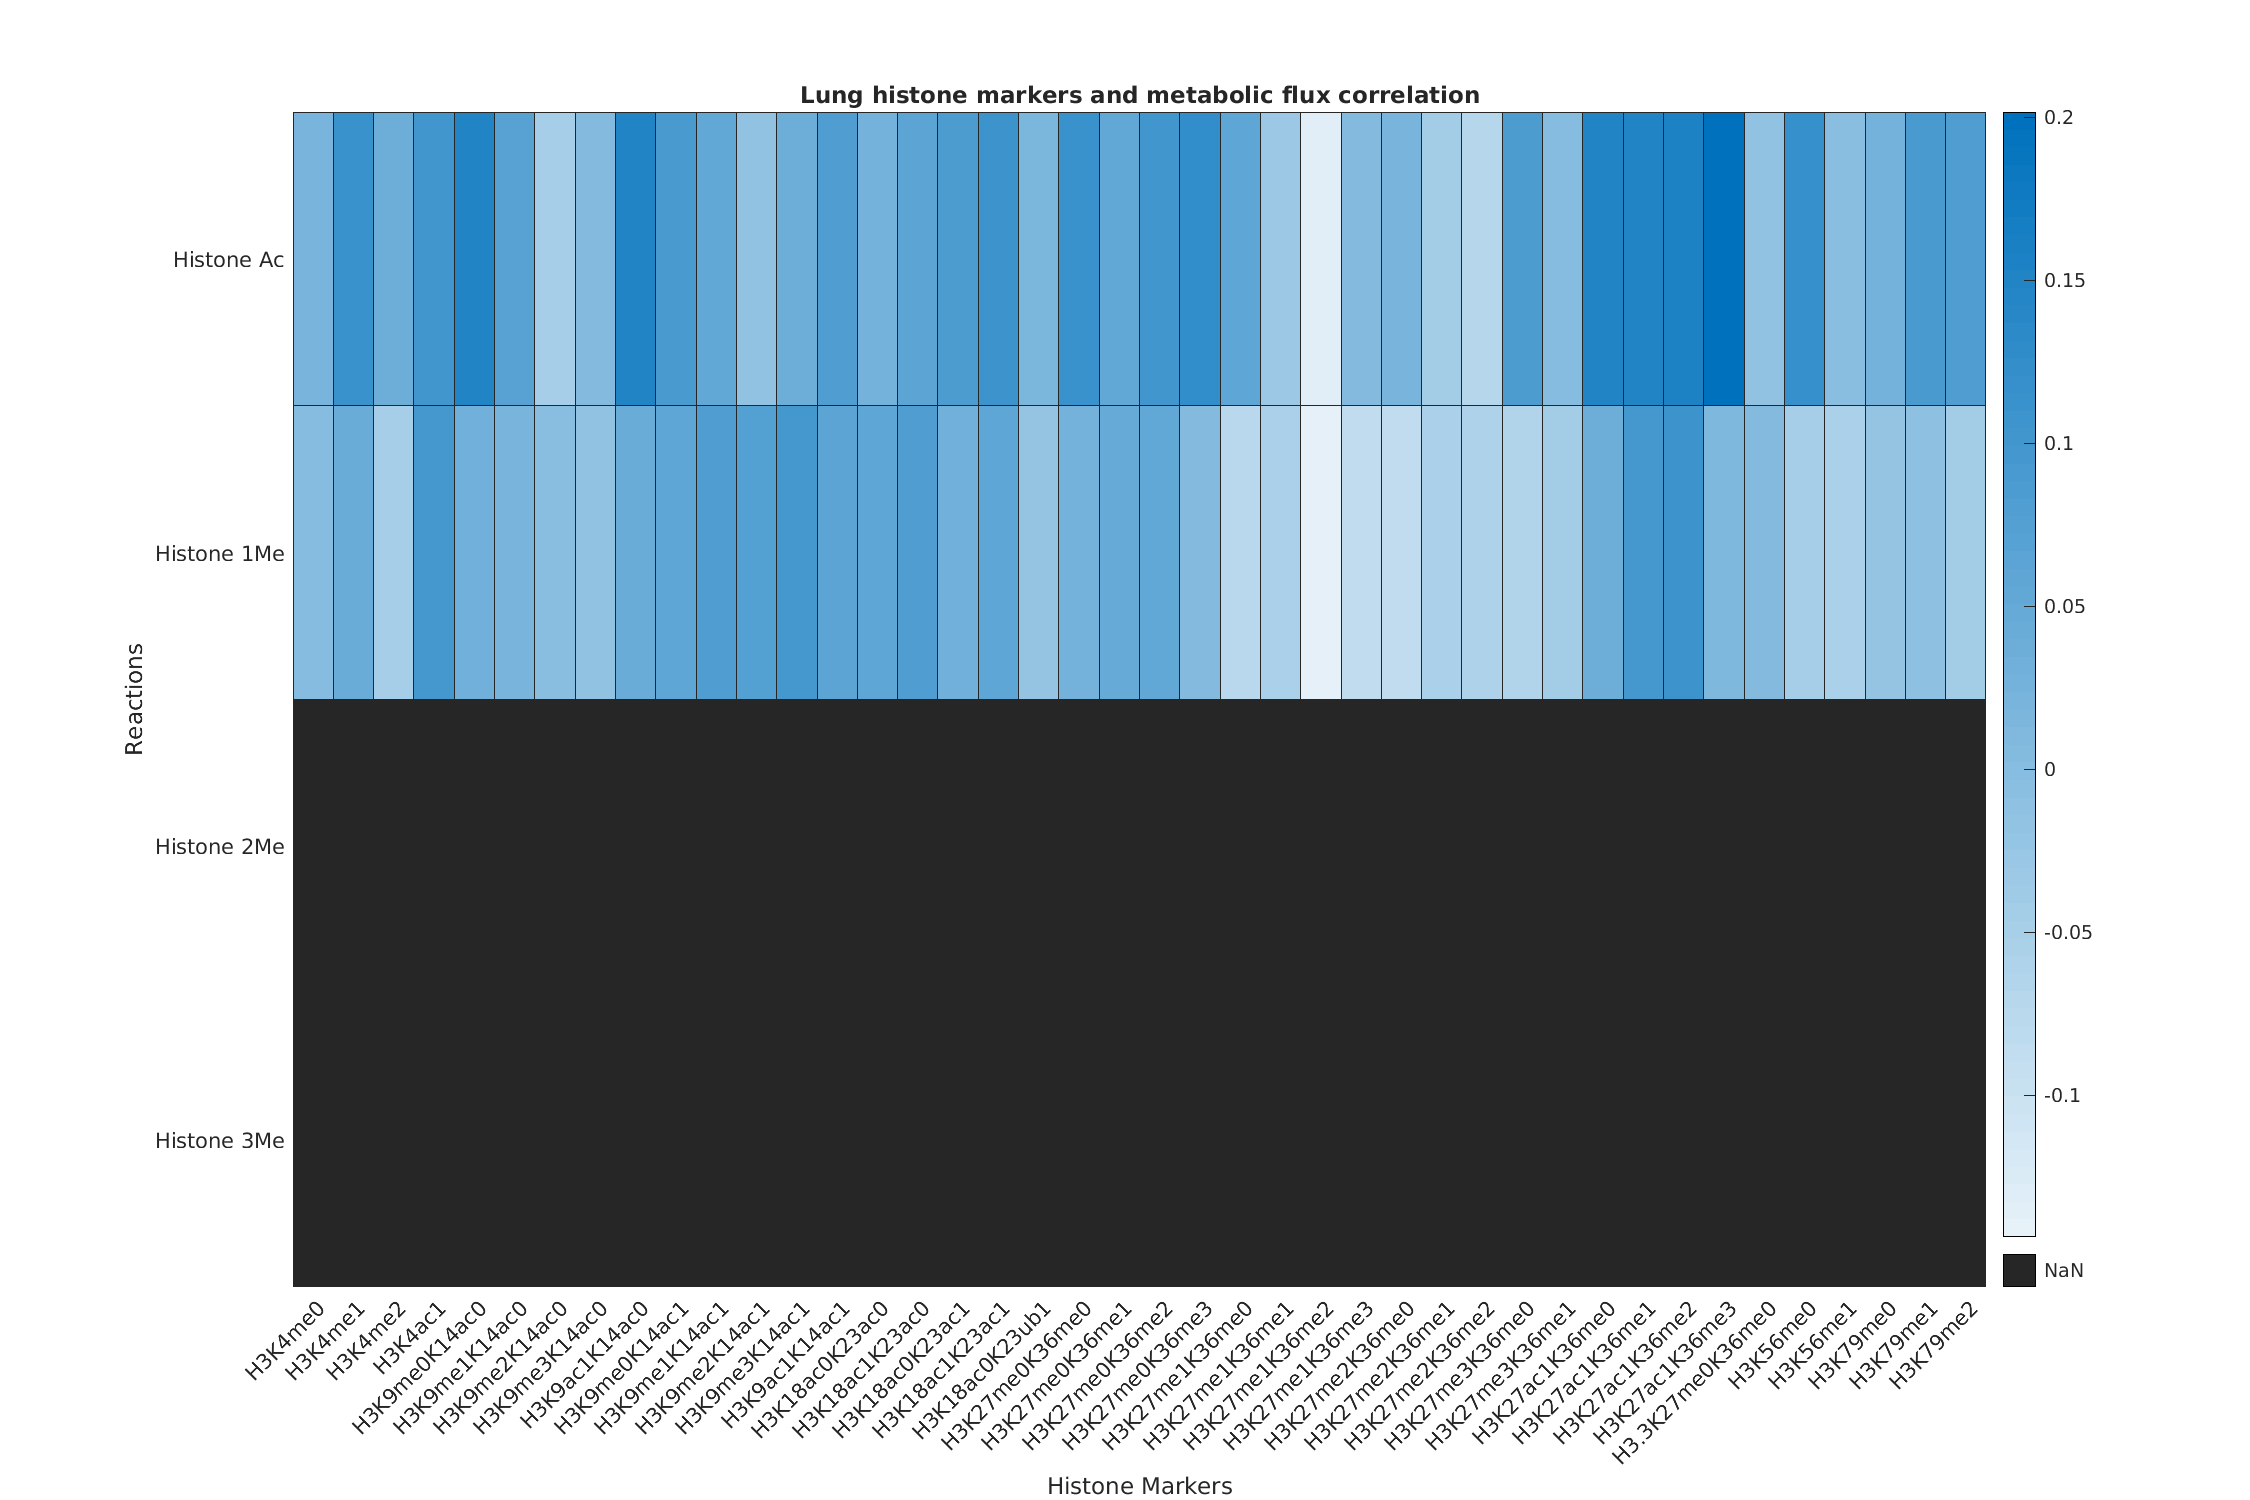 Lung histone markers and metabolic flux correlation
Reactions
Histone Ac
Histone 1Me
Histone 2Me
Histone 3Me
0.2
0.15
0.1
0.05
0
-0.05
-0.1
NaN
H3K4me0
H3K4me1
H3K4me2
H3K4ac1
H3K9me0K14ac0
H3K9me1K14ac0
H3K9me2K14ac0
H3K9me3K14ac0
H3K9ac1K14ac0
H3K9me0K14ac1
H3K9me1K14ac1
H3K9me2K14ac1
H3K9me3K14ac1
H3K9ac1K14ac1
H3K18ac0K23ac0
H3K18ac1K23ac0
H3K18ac0K23ac1
H3K18ac1K23ac1
H3K18ac0K23ub1
H3K27me0K36me0
H3K27me0K36me1
H3K27me0K36me2
H3K27me0K36me3
H3K27me1K36me0
H3K27me1K36me1
H3K27me1K36me2
H3K27me1K36me3
H3K27me2K36me0
H3K27me2K36me1
H3K27me2K36me2
H3K27me3K36me0
H3K27me3K36me1
H3K27ac1K36me0
H3K27ac1K36me1
H3K27ac1K36me2
H3K27ac1K36me3
H3.3K27me0K36me0
H3K56me0
H3K56me1
H3K79me0
H3K79me1
H3K79me2
Histone Markers